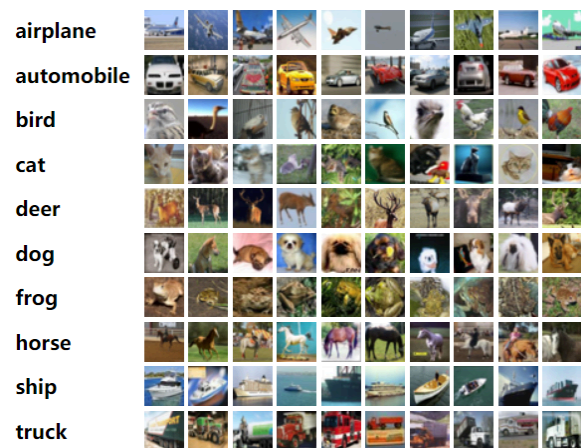 airplane
automobile
bird
cat
deer
dog
frog
horse
ship
truck